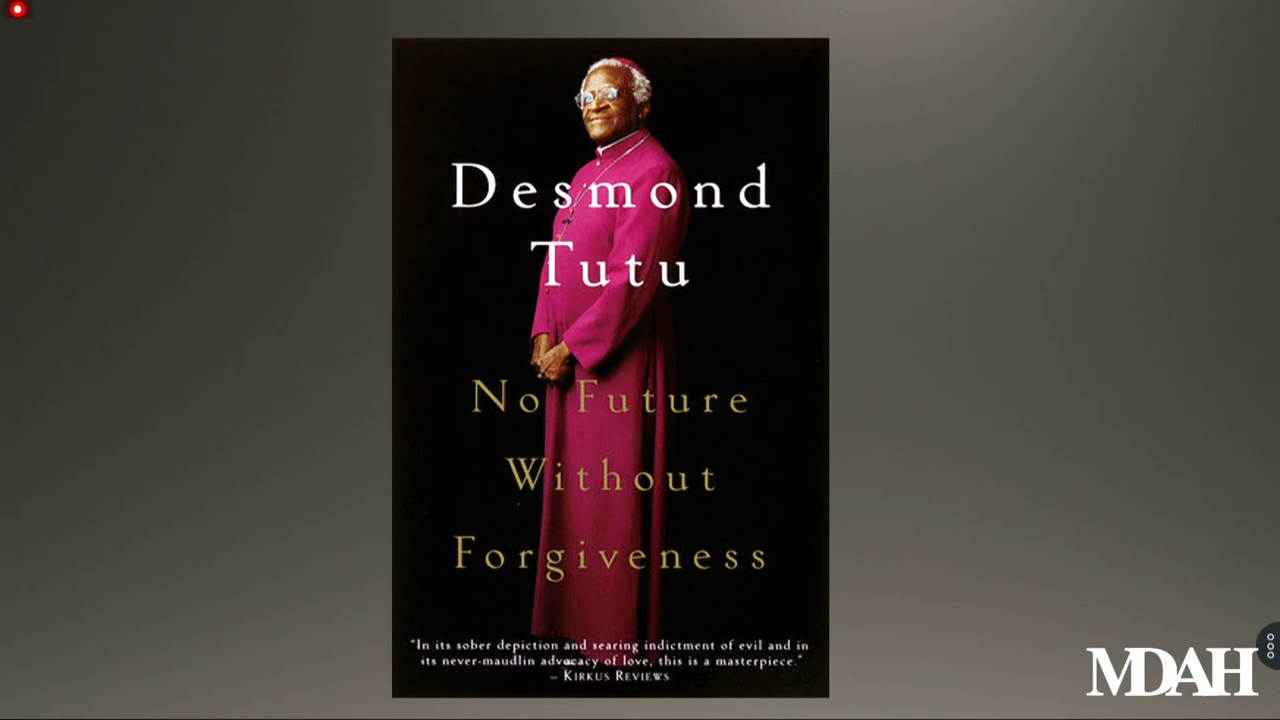 Desmond
Tutu
No Future
Without
Forgiveness
“In its sober depiction and searing indictment of evil and in
its never-maudlin advocacy of love, this is a masterpiece.”
– KIRKUS REVIEWS
MDAH